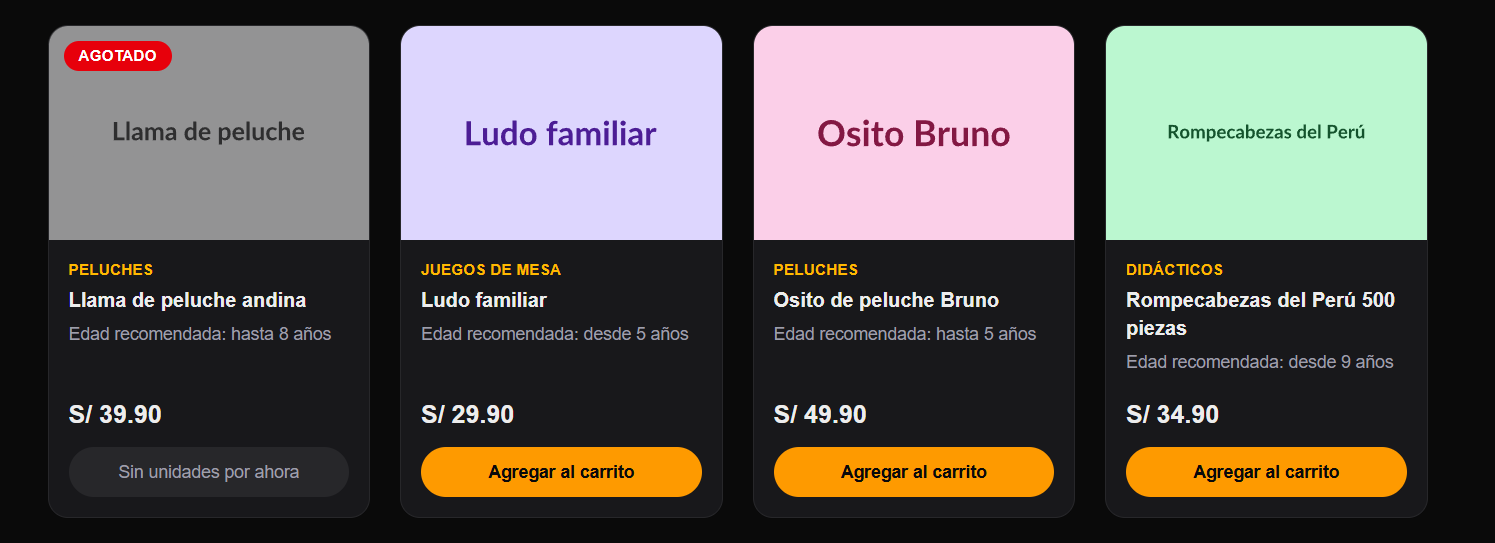 AGOTADO
Llama de peluche
PELUCHES
Llama de peluche andina
Edad recomendada: hasta 8 años
S/ 39.90
Sin unidades por ahora
Ludo familiar
JUEGOS DE MESA
Ludo familiar
Edad recomendada: desde 5 años
S/ 29.90
Agregar al carrito
Osito Bruno
PELUCHES
Osito de peluche Bruno
Edad recomendada: hasta 5 años
S/ 49.90
Agregar al carrito
Rompecabezas del Perú
DIDÁCTICOS
Rompecabezas del Perú 500
piezas
Edad recomendada: desde 9 años
S/ 34.90
Agregar al carrito